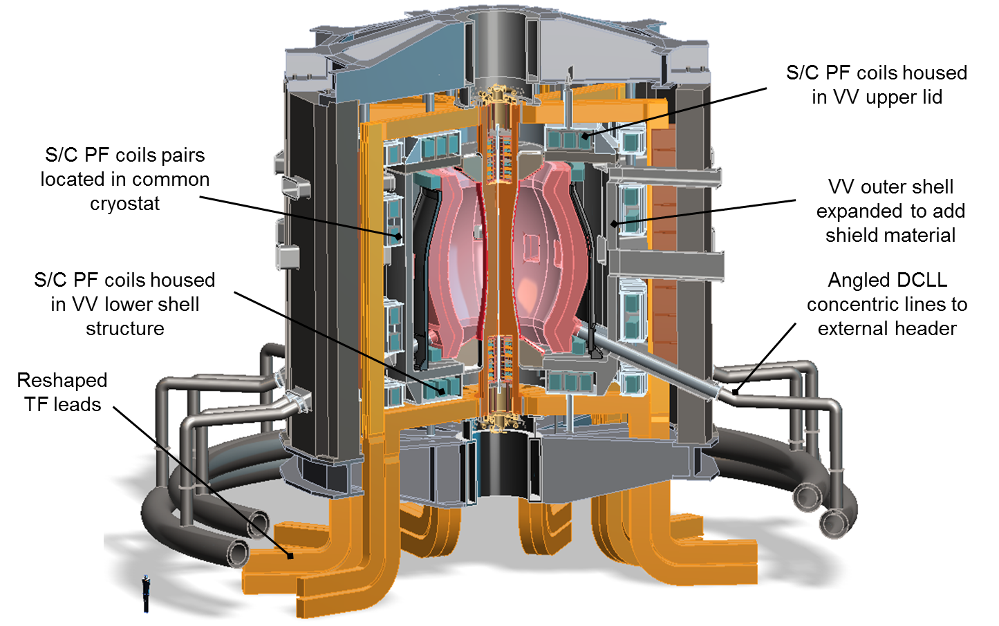 S/C PF coils housed
in VV upper lid
S/C PF coils pairs
located in common
cryostat
VV outer shell
expanded to add
shield material
S/C PF coils housed
in VV lower shell
structure
Angled DCLL
concentric lines to
external header
Reshaped
TF leads